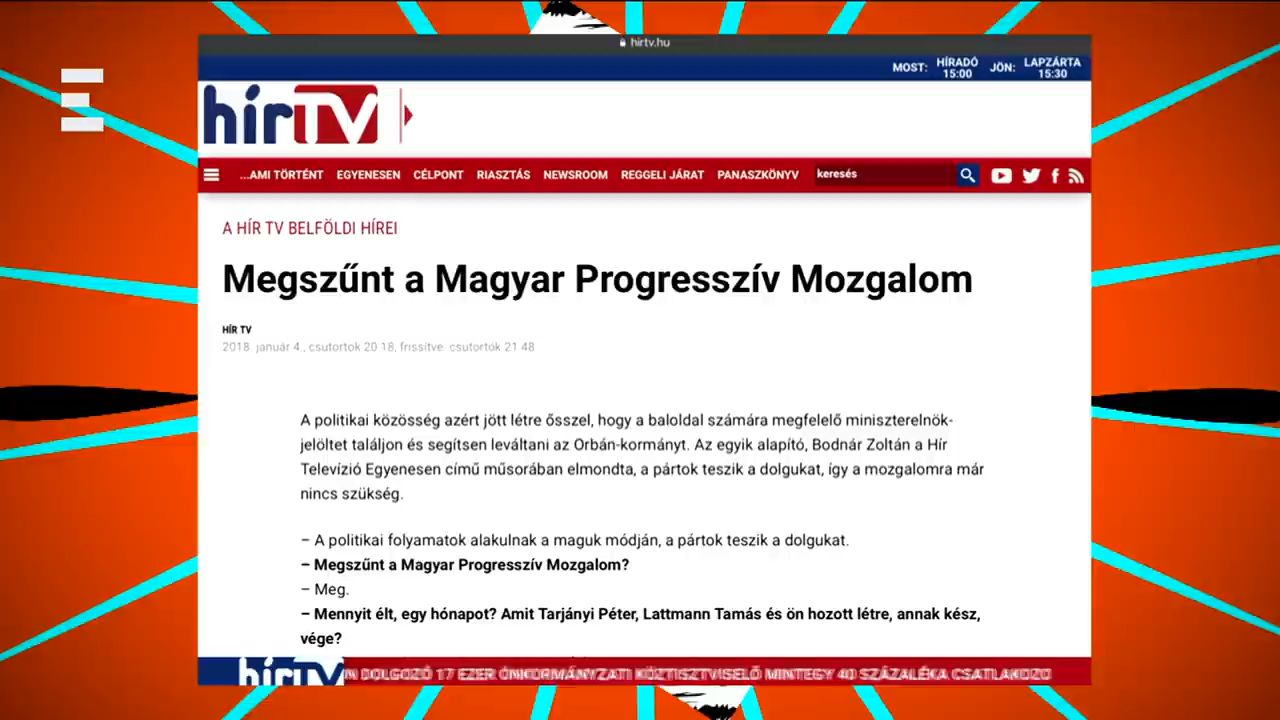 hirtv.hu
MOST: HÍRADÓ 15:00 JÖN: LAPZÁRTA 15:30
hírTV
...AMI TÖRTÉNT EGYENESEN CÉLPONT RIASZTÁS NEWSROOM REGGELI JÁRAT PANASZKÖNYV keresés
A HÍR TV BELFÖLDI HÍREI
Megszűnt a Magyar Progresszív Mozgalom
HÍR TV
2018. január 4., csütörtök 20:18, frissítve: csütörtök 21:48
A politikai közösség azért jött létre ősszel, hogy a baloldal számára megfelelő miniszterelnök-
jelöltet találjon és segítsen leváltani az Orbán-kormányt. Az egyik alapító, Bodnár Zoltán a Hír
Televízió Egyenesen című műsorában elmondta, a pártok teszik a dolgukat, így a mozgalomra már
nincs szükség.
– A politikai folyamatok alakulnak a maguk módján, a pártok teszik a dolgukat.
– Megszűnt a Magyar Progresszív Mozgalom?
– Meg.
– Mennyit élt, egy hónapot? Amit Tarjányi Péter, Lattmann Tamás és ön hozott létre, annak kész,
vége?
hírTV DOLGOZÓ 17 EZER ÖNKORMÁNYZATI KÖZTISZTVISELŐ MINTEGY 40 SZÁZALÉKA CSATLAKOZO